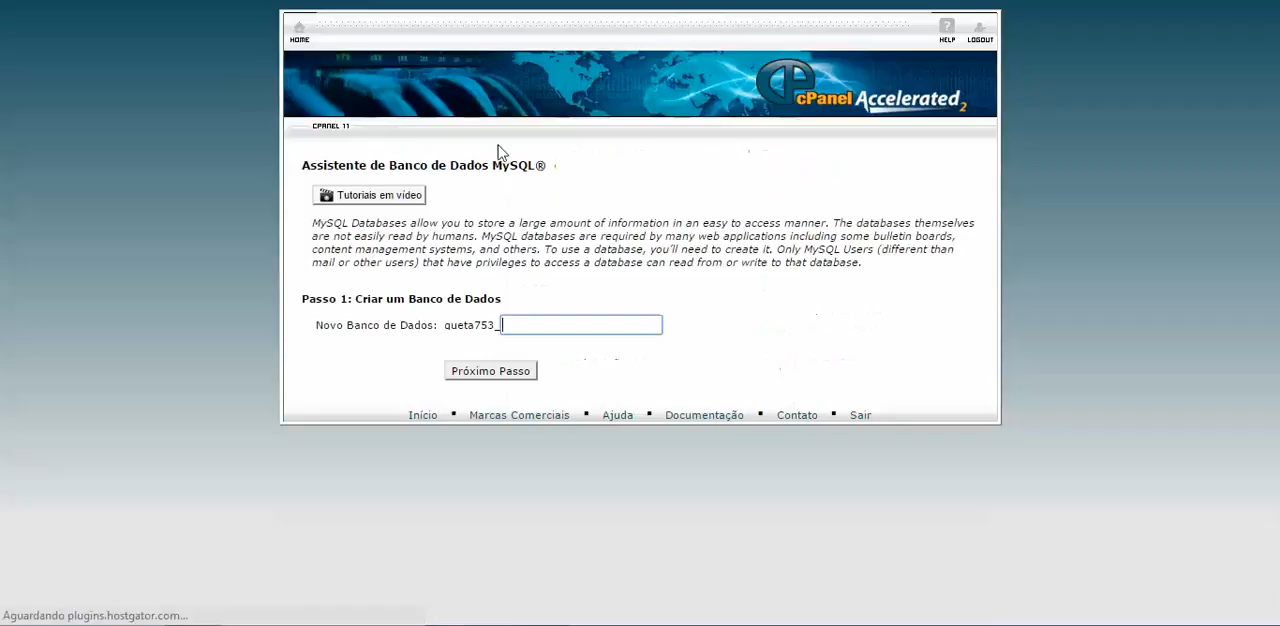 HOME
HELP
LOGOUT
cPanel Accelerated2
CPANEL 11
Assistente de Banco de Dados MySQL®
Tutoriais em vídeo
MySQL Databases allow you to store a large amount of information in an easy to access manner. The databases themselves
are not easily read by humans. MySQL databases are required by many web applications including some bulletin boards,
content management systems, and others. To use a database, you'll need to create it. Only MySQL Users (different than
mail or other users) that have privileges to access a database can read from or write to that database.
Passo 1: Criar um Banco de Dados
Novo Banco de Dados: queta753_
Próximo Passo
Início ▪ Marcas Comerciais ▪ Ajuda ▪ Documentação ▪ Contato ▪ Sair
Aguardando plugins.hostgator.com...